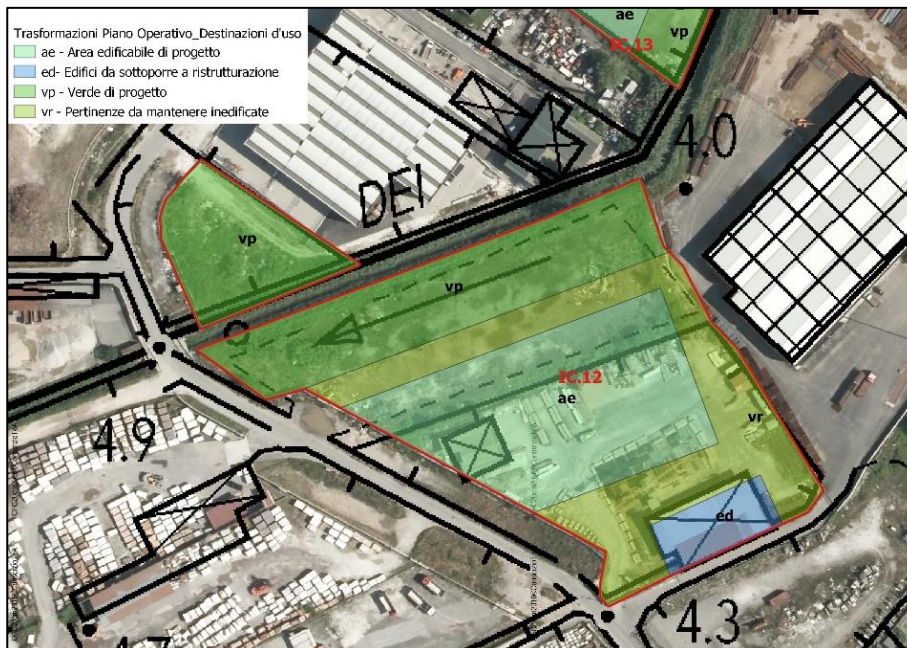 Trasformazioni Piano Operativo_Destinazioni d'uso
ae - Area edificabile di progetto
ed- Edifici da sottoporre a ristrutturazione
vp - Verde di progetto
vr - Pertinenze da mantenere inedificate
ae
IC.13
vp
4.0
DEI
vp
vp
C
IC.12
ae
4.9
vr
ed
4.3
4.7